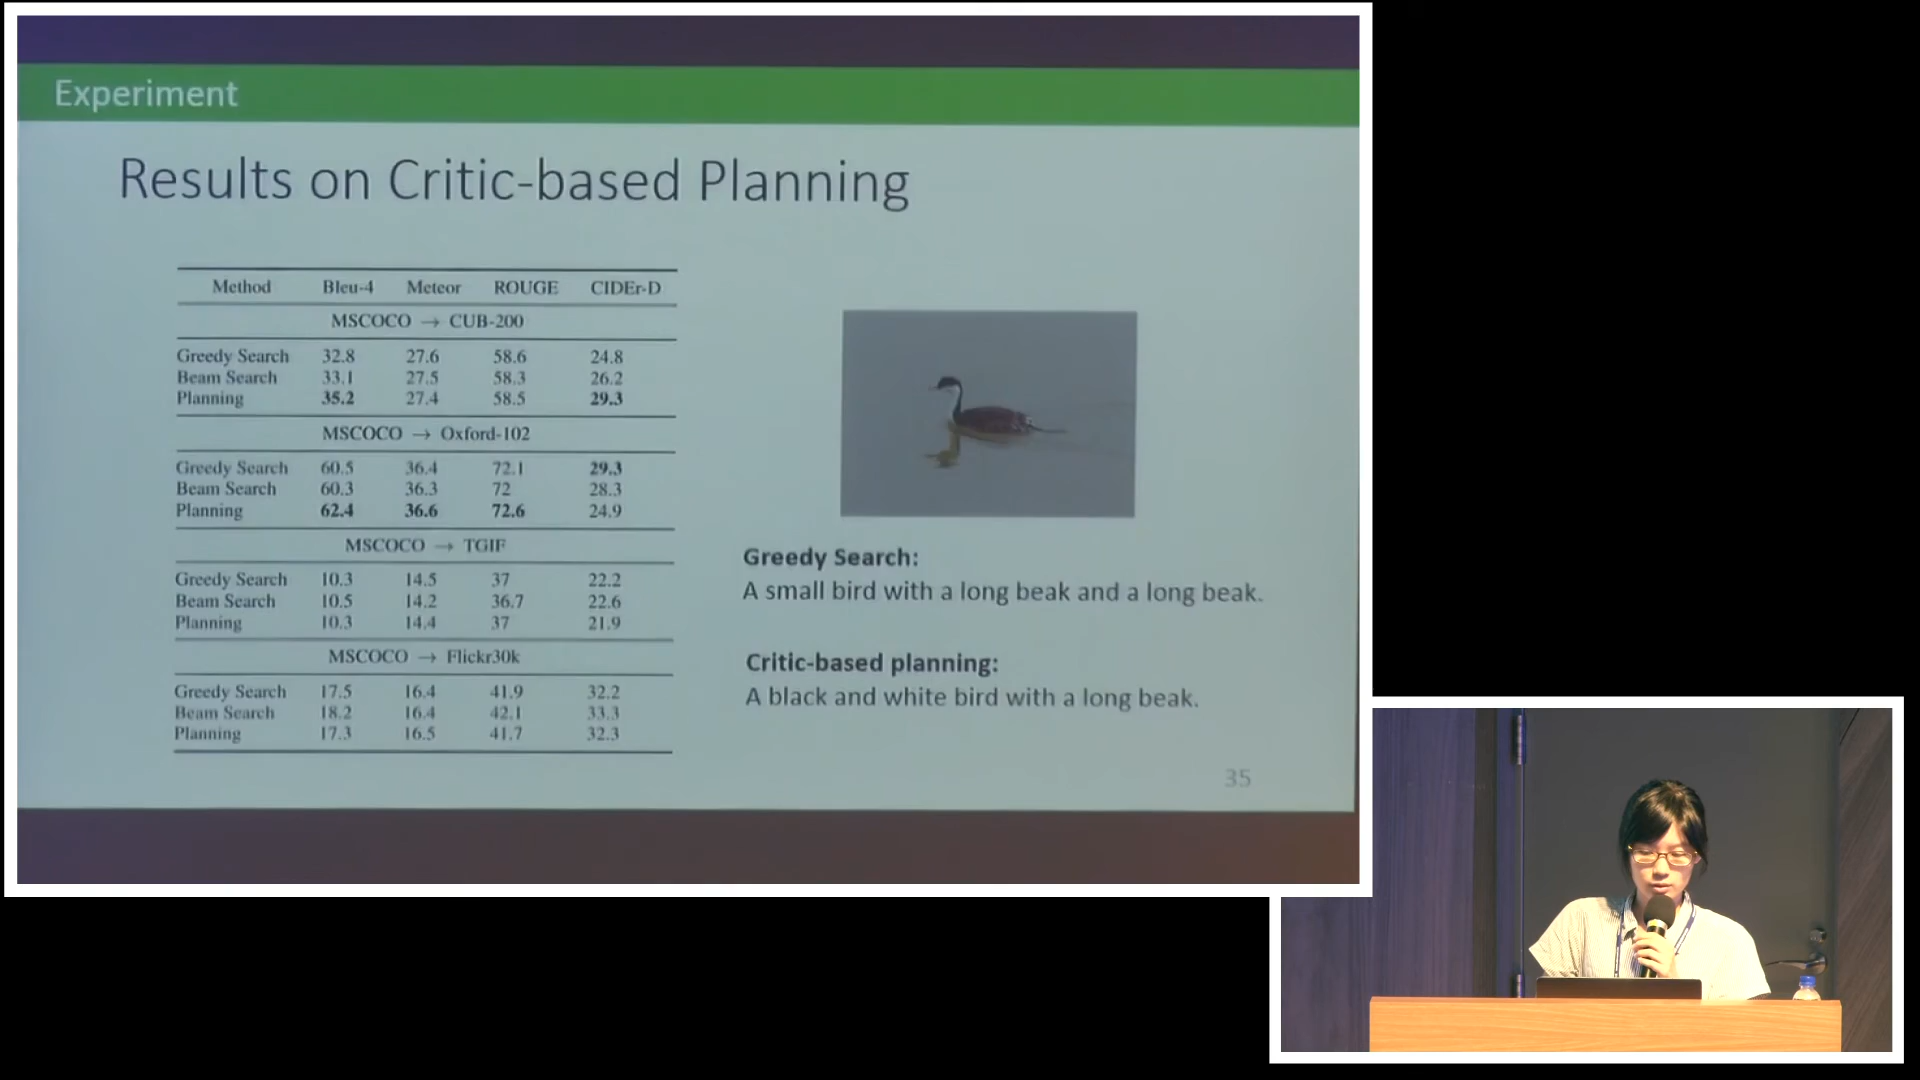 Experiment
Results on Critic-based Planning
Method Bleu-4 Meteor ROUGE CIDEr-D
MSCOCO → CUB-200
Greedy Search 32.8 27.6 58.6 24.8
Beam Search 33.1 27.5 58.3 26.2
Planning 35.2 27.4 58.5 29.3
MSCOCO → Oxford-102
Greedy Search 60.5 36.4 72.1 29.3
Beam Search 60.3 36.3 72 28.3
Planning 62.4 36.6 72.6 24.9
MSCOCO → TGIF
Greedy Search 10.3 14.5 37 22.2
Beam Search 10.5 14.2 36.7 22.6
Planning 10.3 14.4 37 21.9
MSCOCO → Flickr30k
Greedy Search 17.5 16.4 41.9 32.2
Beam Search 18.2 16.4 42.1 33.3
Planning 17.3 16.5 41.7 32.3
Greedy Search:
A small bird with a long beak and a long beak.
Critic-based planning:
A black and white bird with a long beak.
35